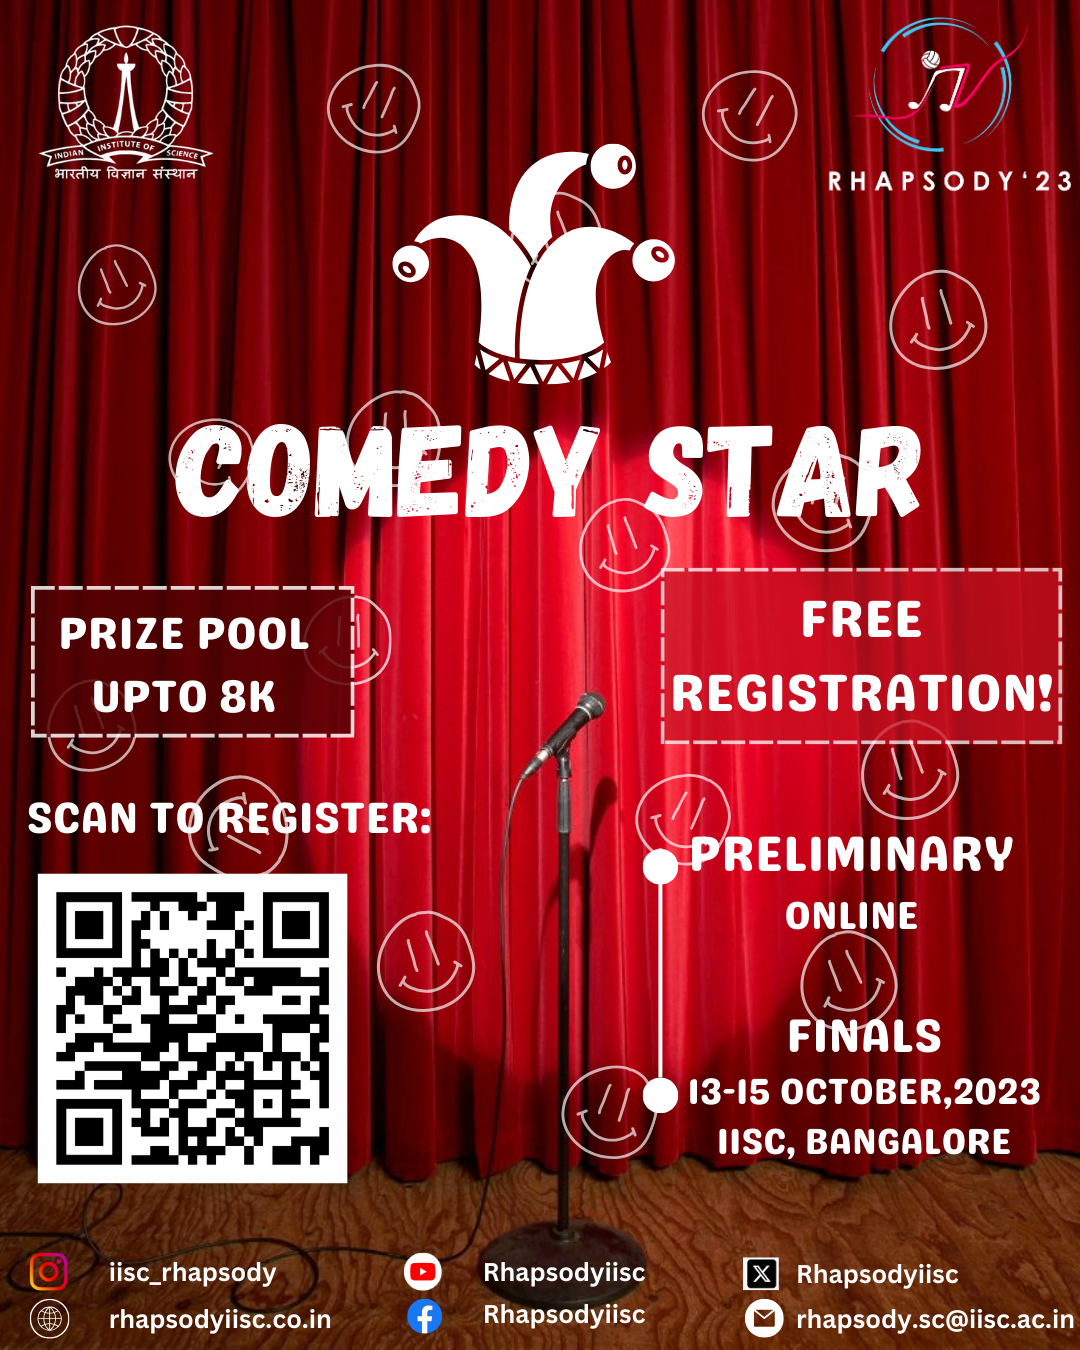 INDIAN INSTITUTE OF SCIENCE
भारतीय विज्ञान संस्थान
RHAPSODY'23
COMEDY STAR
PRIZE POOL
UPTO 8K
FREE
REGISTRATION!
SCAN TO REGISTER:
PRELIMINARY
ONLINE
FINALS
13-15 OCTOBER,2023
IISC, BANGALORE
iisc_rhapsody
Rhapsodyiisc
Rhapsodyiisc
rhapsodyiisc.co.in
Rhapsodyiisc
rhapsody.sc@iisc.ac.in